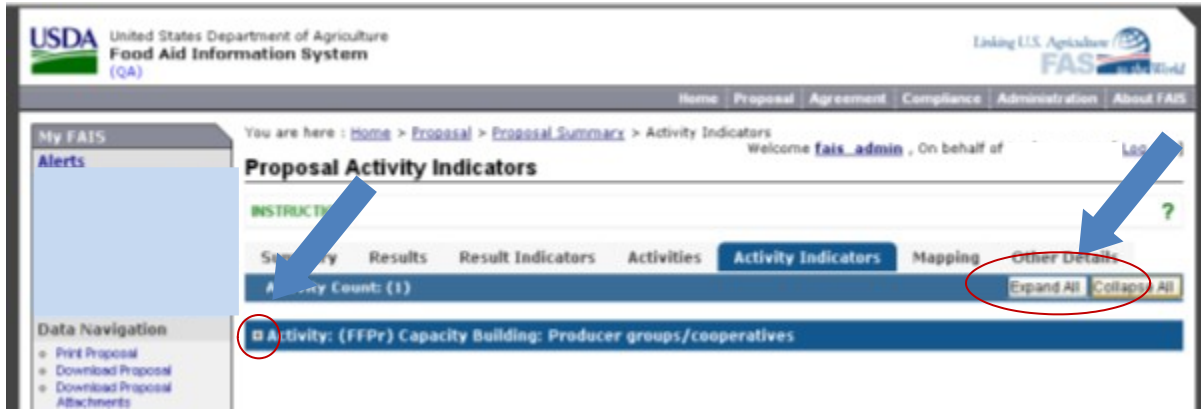 USDA United States Department of Agriculture
Food Aid Information System
(QA)
Linking U.S. Agriculture
FAS to the World
Home Proposal Agreement Compliance Administration About FAIS
My FAIS
Alerts
You are here : Home > Proposal > Proposal Summary > Activity Indicators
Welcome fais_admin , On behalf of
Proposal Activity Indicators
?
Results Result Indicators Activities Activity Indicators Mapping Other Details
Count: (1)
Expand All Collapse All
Activity: (FFPr) Capacity Building: Producer groups/cooperatives
Data Navigation
Print Proposal
Download Proposal
Download Proposal
Attachments